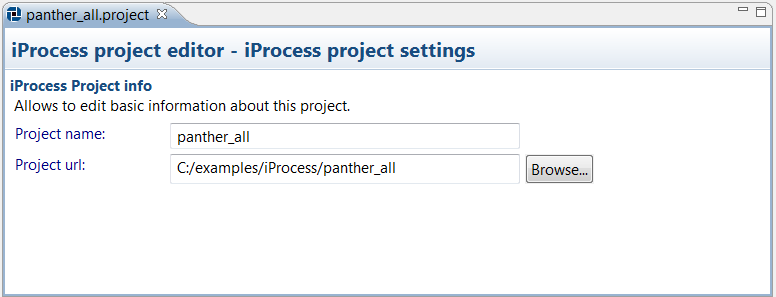 panther_all.project
iProcess project editor - iProcess project settings
iProcess Project info
Allows to edit basic information about this project.
Project name: panther_all
Project url: C:/examples/iProcess/panther_all Browse...